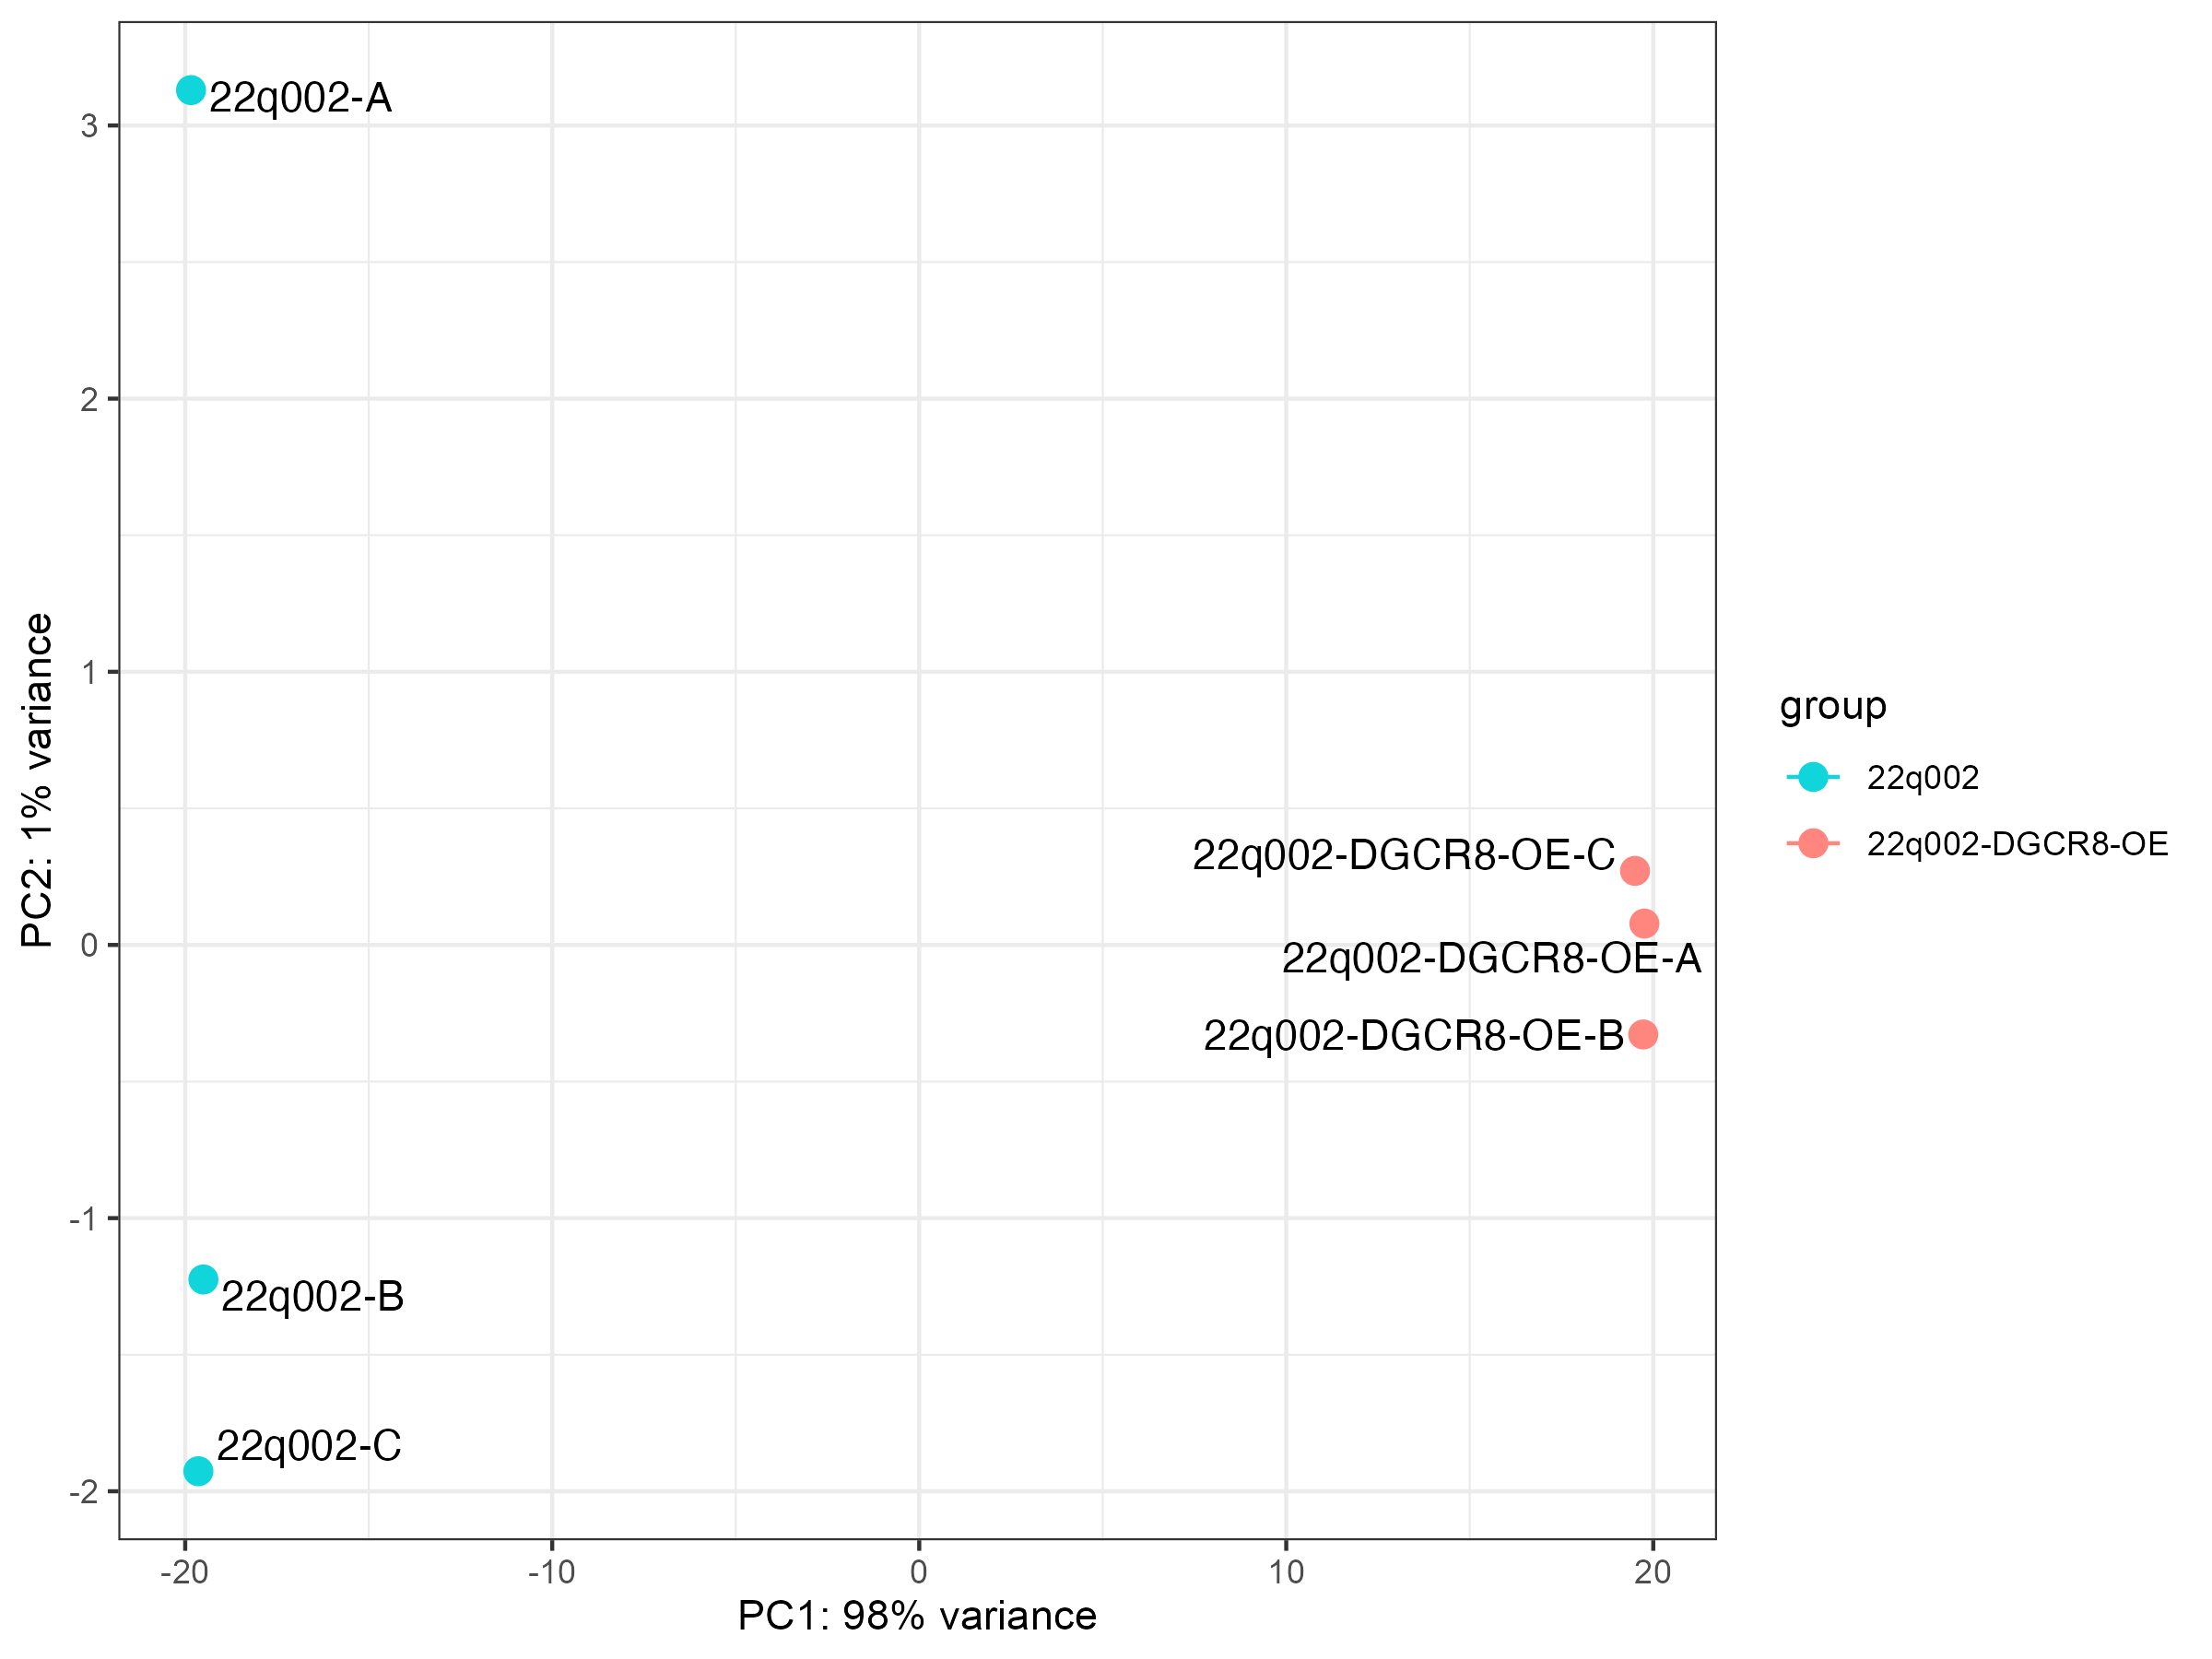 22q002-A
3
2
1
0
-1
-2
PC2: 1% variance
22q002-DGCR8-OE-C
22q002-DGCR8-OE-A
22q002-DGCR8-OE-B
22q002-B
22q002-C
-20
-10
0
10
20
PC1: 98% variance
group
22q002
22q002-DGCR8-OE